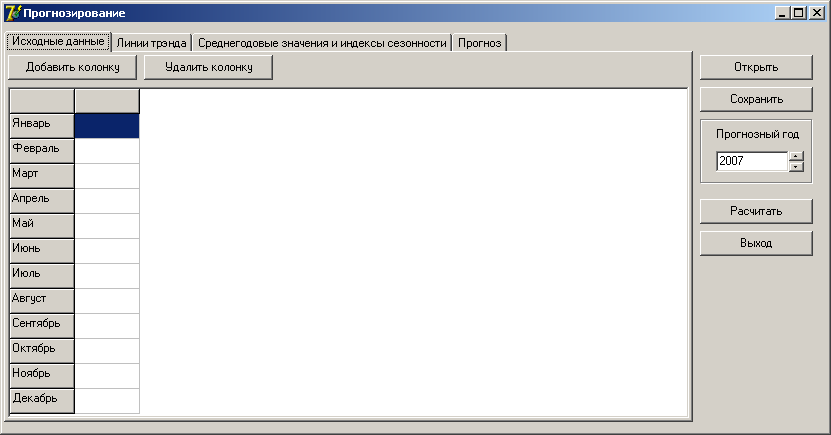 Прогнозирование
Исходные данные Линии трэнда Среднегодовые значения и индексы сезонности Прогноз
Добавить колонку Удалить колонку
Январь
Февраль
Март
Апрель
Май
Июнь
Июль
Август
Сентябрь
Октябрь
Ноябрь
Декабрь
Открыть
Сохранить
Прогнозный год
2007
Расчитать
Выход